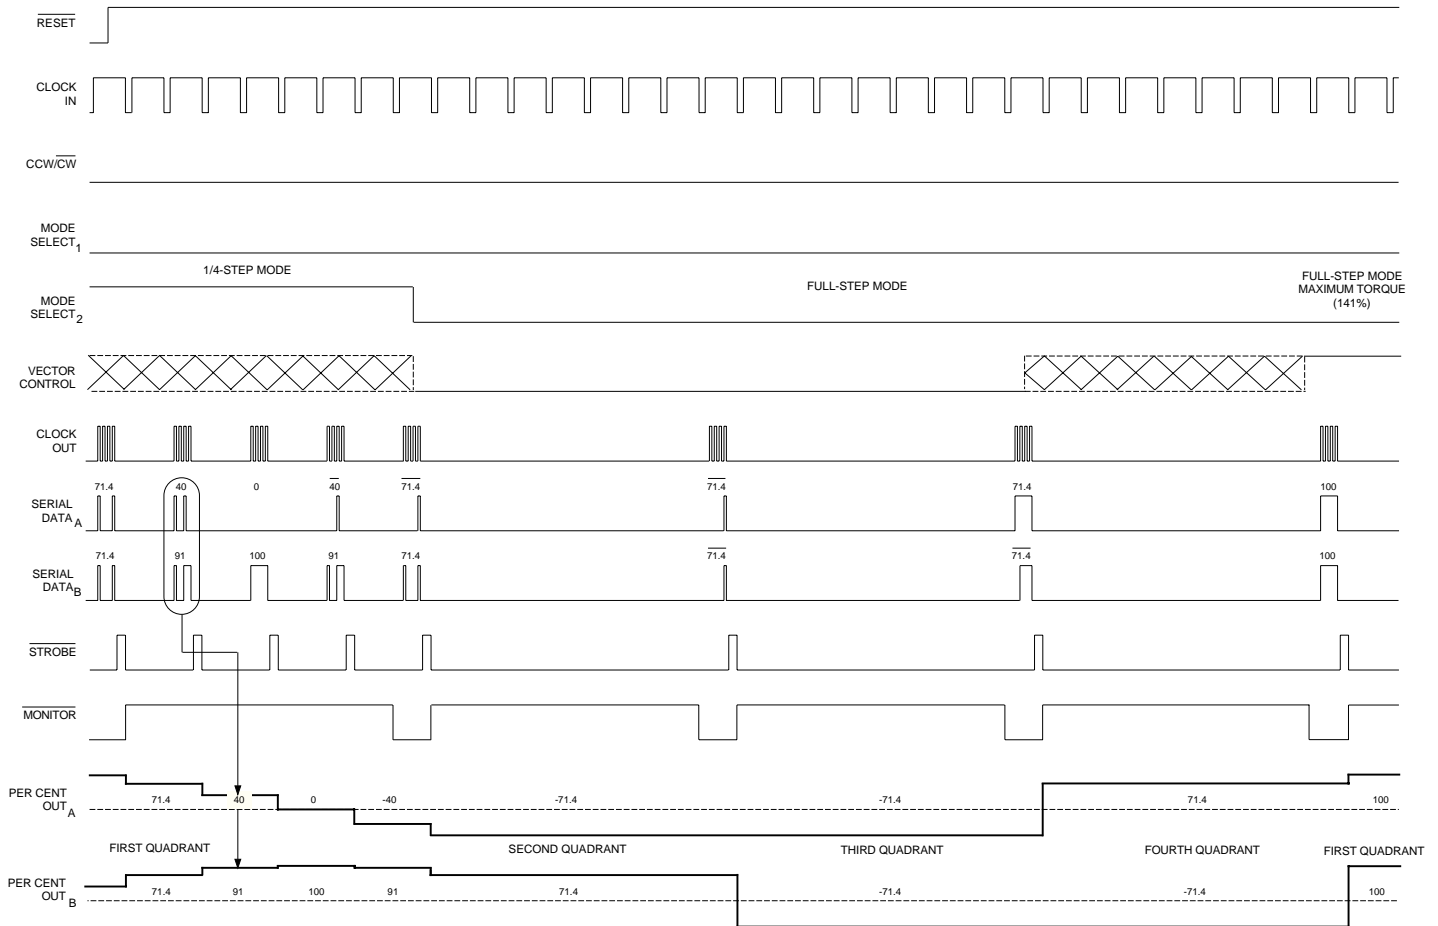 RESET
CLOCK
IN
CCW/CW
MODE
SELECT1
1/4-STEP MODE
FULL-STEP MODE
FULL-STEP MODE
MAXIMUM TORQUE
(141%)
MODE
SELECT2
VECTOR
CONTROL
CLOCK
OUT
71.4 40 0 40 71.4 71.4 71.4 100
SERIAL
DATA A
71.4 91 100 91 71.4 71.4 71.4 100
SERIAL
DATA B
STROBE
MONITOR
PER CENT
OUT A
71.4 40 0 -40 -71.4 -71.4 71.4 100
FIRST QUADRANT SECOND QUADRANT THIRD QUADRANT FOURTH QUADRANT FIRST QUADRANT
PER CENT
OUT B
71.4 91 100 91 71.4 -71.4 -71.4 100